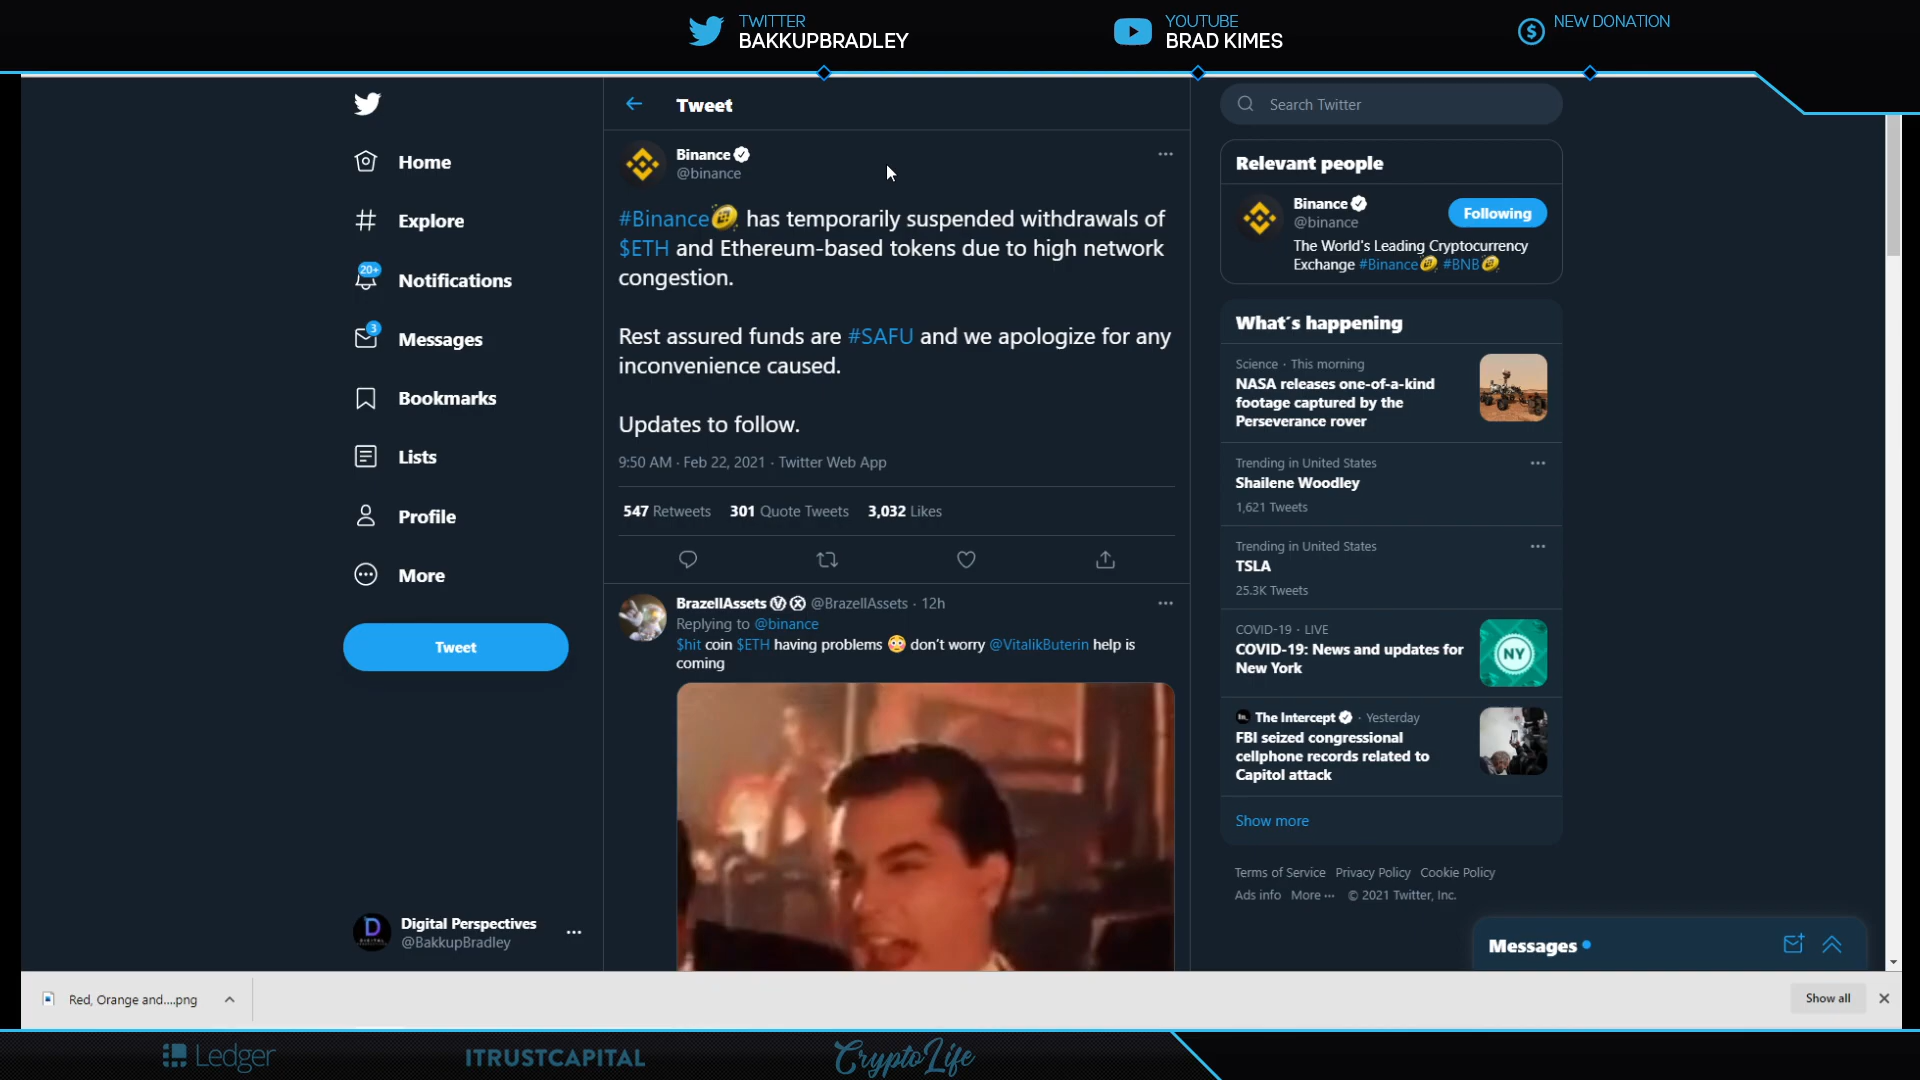 TWITTER
BAKKUPBRADLEY
YOUTUBE
BRAD KIMES
NEW DONATION
Home
Explore
20+
Notifications
3
Messages
Bookmarks
Lists
Profile
More
Tweet
Digital Perspectives
@BakkupBradley
Tweet
Binance
@binance
#Binance has temporarily suspended withdrawals of
$ETH and Ethereum-based tokens due to high network
congestion.
Rest assured funds are #SAFU and we apologize for any
inconvenience caused.
Updates to follow.
9:50 AM · Feb 22, 2021 · Twitter Web App
547 Retweets 301 Quote Tweets 3,032 Likes
BrazellAssets Ⓥ ⓧ @BrazellAssets · 12h
Replying to @binance
$hit coin $ETH having problems 😳 don't worry @VitalikButerin help is
coming
Search Twitter
Relevant people
Binance
@binance
Following
The World's Leading Cryptocurrency
Exchange #Binance #BNB
What's happening
Science · This morning
NASA releases one-of-a-kind
footage captured by the
Perseverance rover
Trending in United States
Shailene Woodley
1,621 Tweets
Trending in United States
TSLA
25.3K Tweets
COVID-19 · LIVE
COVID-19: News and updates for
New York
NY
The Intercept · Yesterday
FBI seized congressional
cellphone records related to
Capitol attack
Show more
Terms of Service Privacy Policy Cookie Policy
Ads info More ··· © 2021 Twitter, Inc.
Messages
Red, Orange and....png
Show all
Ledger
ITRUSTCAPITAL
CryptoLife